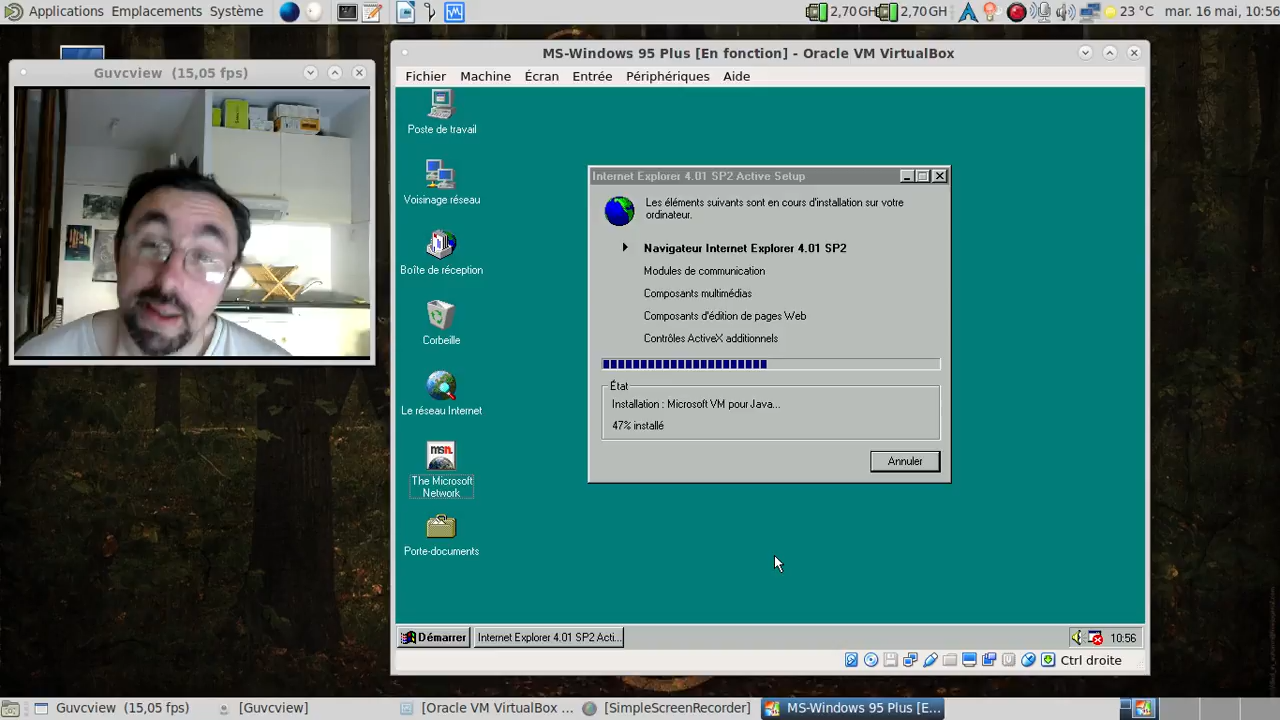 Applications Emplacements Système
2,70 GH 2,70 GH 23 °C mar. 16 mai, 10:56
Guvcview (15,05 fps)
MS-Windows 95 Plus [En fonction] - Oracle VM VirtualBox
Fichier Machine Écran Entrée Périphériques Aide
Poste de travail
Voisinage réseau
Boîte de réception
Corbeille
Le réseau Internet
msn.
The Microsoft
Network
Porte-documents
Internet Explorer 4.01 SP2 Active Setup
Les éléments suivants sont en cours d'installation sur votre
ordinateur.
Navigateur Internet Explorer 4.01 SP2
Modules de communication
Composants multimédias
Composants d'édition de pages Web
Contrôles ActiveX additionnels
État
Installation : Microsoft VM pour Java...
47% installé
Annuler
Démarrer Internet Explorer 4.01 SP2 Acti... 10:56
Ctrl droite
Guvcview (15,05 fps) [Guvcview] [Oracle VM VirtualBox ... [SimpleScreenRecorder] MS-Windows 95 Plus [E...